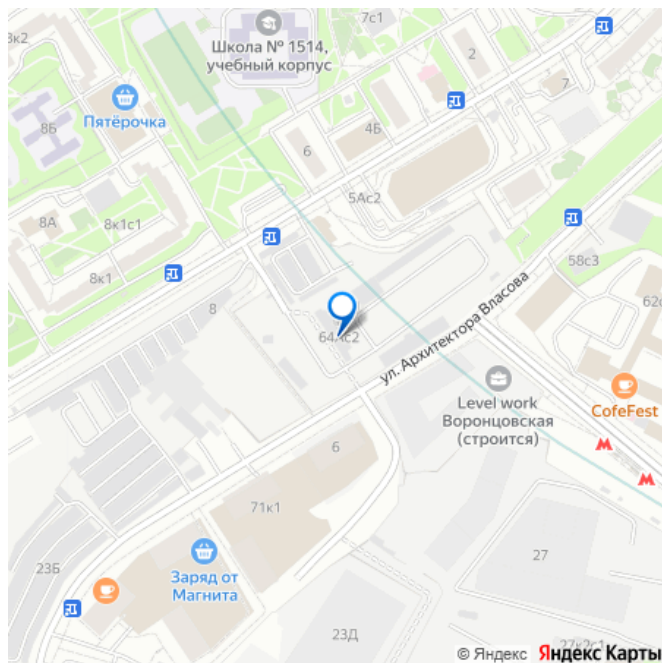 7с1
3к2
Школа № 1514,
учебный корпус
2
7
Пятёрочка
8Б
4Б
6
5Ас2
8А
8к1с1
8к1
58с3
8
64Ас2
ул. Архитектора Власова
Level work
Воронцовская
(строится)
CofeFest
6
71к1
27
23Б
Заряд от
Магнита
23Д
27к2с1
© Яндекс Яндекс Карты